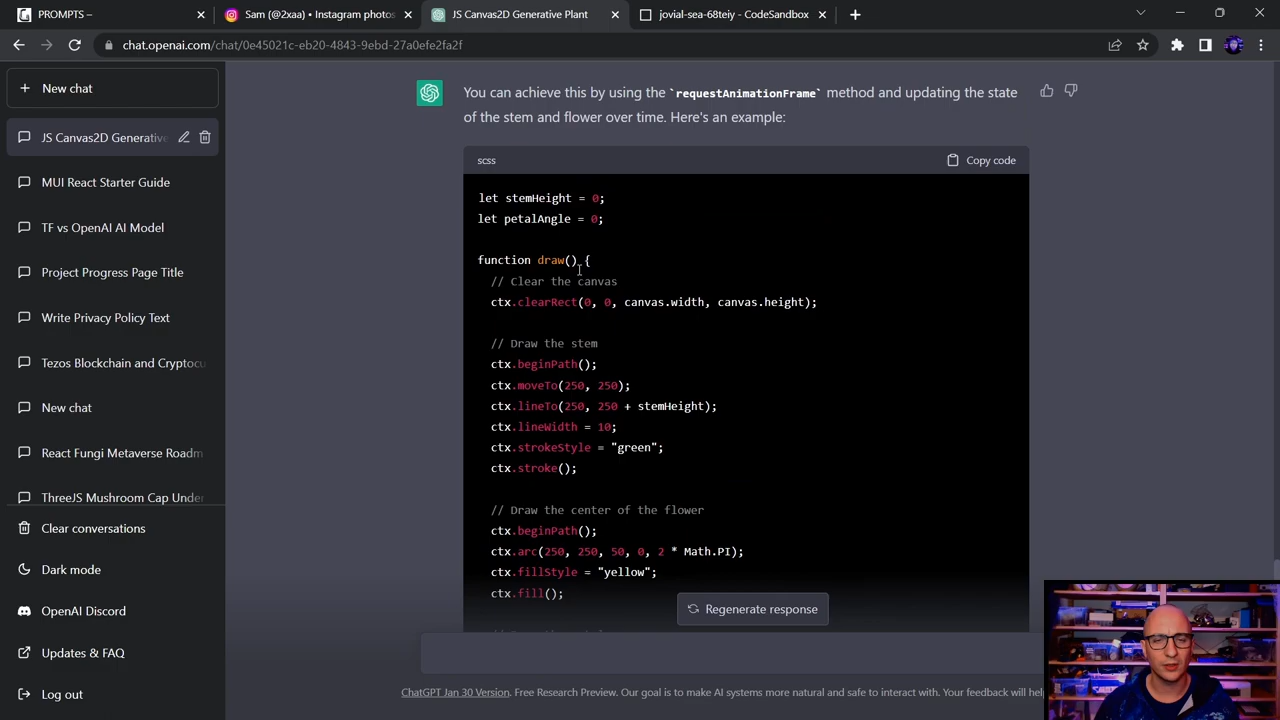 PROMPTS –
Sam (@2xaa) • Instagram photos
JS Canvas2D Generative Plant
jovial-sea-68teiy - CodeSandbox
chat.openai.com/chat/0e45021c-eb20-4843-9ebd-27a0efe2fa2f
New chat
JS Canvas2D Generative
MUI React Starter Guide
TF vs OpenAI AI Model
Project Progress Page Title
Write Privacy Policy Text
Tezos Blockchain and Cryptocu
New chat
React Fungi Metaverse Roadm
ThreeJS Mushroom Cap Under
Clear conversations
Dark mode
OpenAI Discord
Updates & FAQ
Log out
You can achieve this by using the `requestAnimationFrame` method and updating the state
of the stem and flower over time. Here's an example:
scss
Copy code
let stemHeight = 0;
let petalAngle = 0;
function draw() {
// Clear the canvas
ctx.clearRect(0, 0, canvas.width, canvas.height);
// Draw the stem
ctx.beginPath();
ctx.moveTo(250, 250);
ctx.lineTo(250, 250 + stemHeight);
ctx.lineWidth = 10;
ctx.strokeStyle = "green";
ctx.stroke();
// Draw the center of the flower
ctx.beginPath();
ctx.arc(250, 250, 50, 0, 2 * Math.PI);
ctx.fillStyle = "yellow";
ctx.fill();
Regenerate response
ChatGPT Jan 30 Version. Free Research Preview. Our goal is to make AI systems more natural and safe to interact with. Your feedback will hel